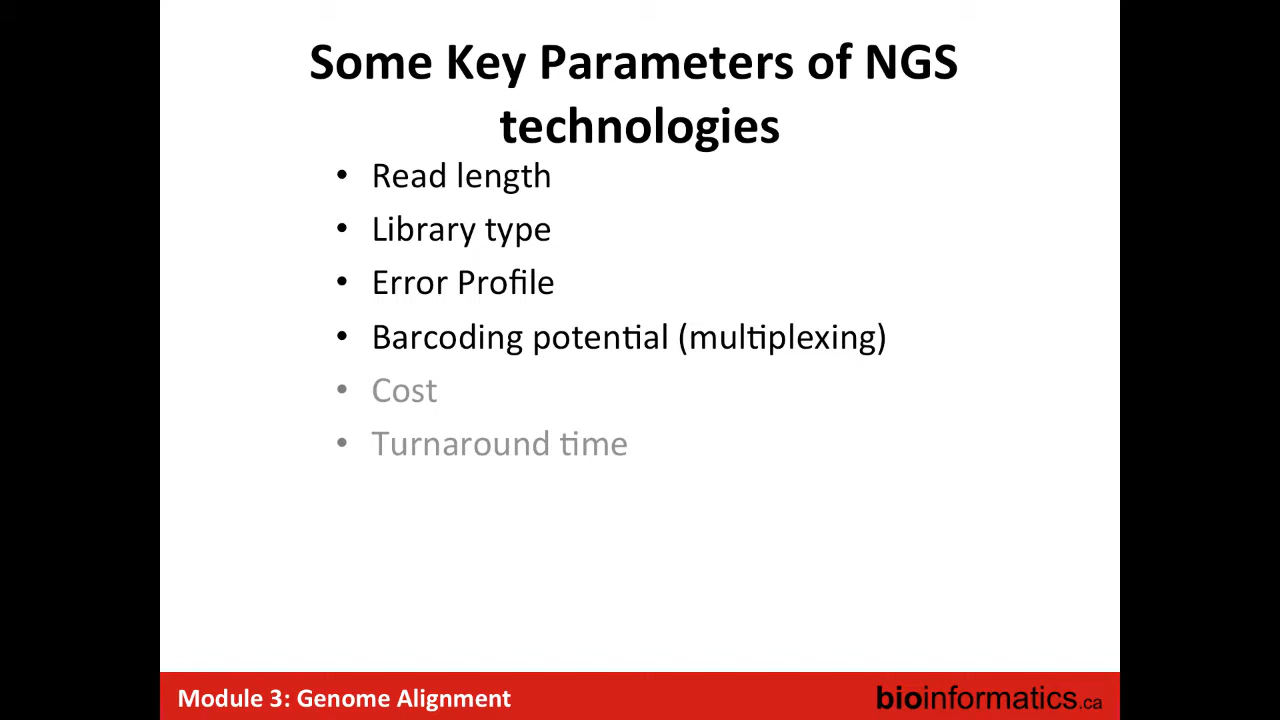 Some Key Parameters of NGS
technologies
• Read length
• Library type
• Error Profile
• Barcoding potential (multiplexing)
• Cost
• Turnaround time
Module 3: Genome Alignment
bioinformatics.ca